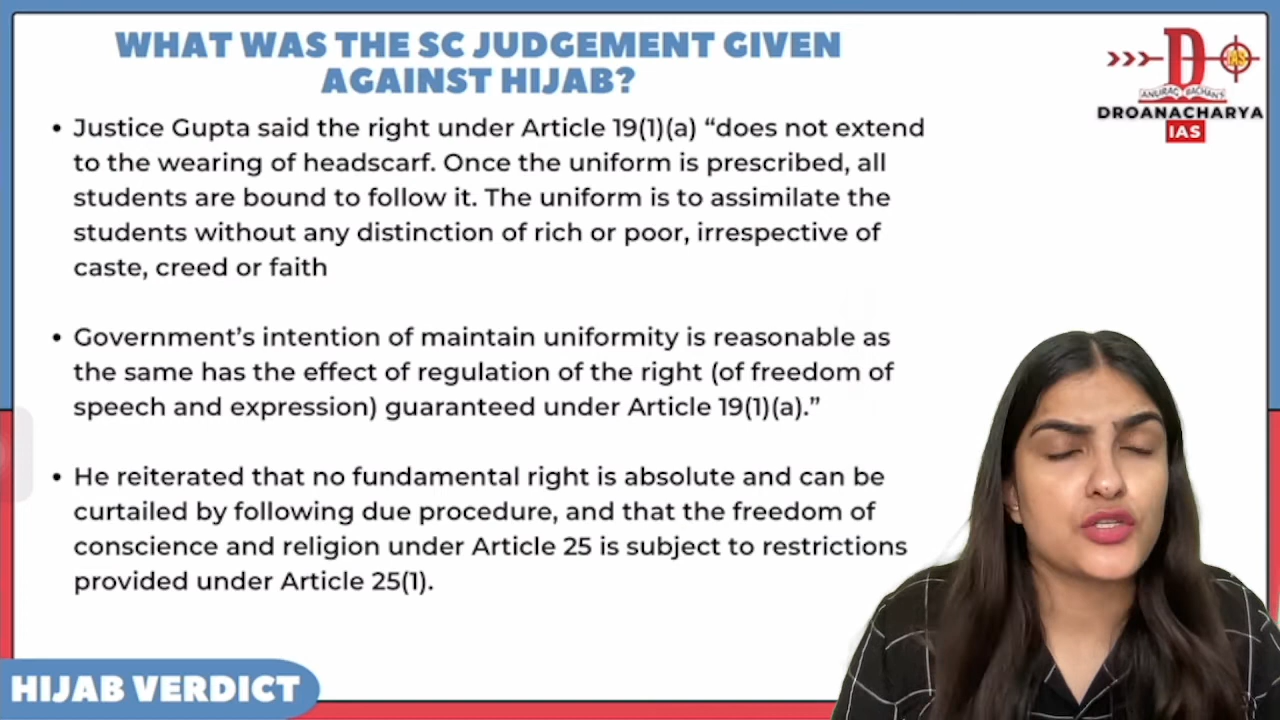 WHAT WAS THE SC JUDGEMENT GIVEN
AGAINST HIJAB?
• Justice Gupta said the right under Article 19(1)(a) “does not extend
to the wearing of headscarf. Once the uniform is prescribed, all
students are bound to follow it. The uniform is to assimilate the
students without any distinction of rich or poor, irrespective of
caste, creed or faith
• Government’s intention of maintain uniformity is reasonable as
the same has the effect of regulation of the right (of freedom of
speech and expression) guaranteed under Article 19(1)(a).”
• He reiterated that no fundamental right is absolute and can be
curtailed by following due procedure, and that the freedom of
conscience and religion under Article 25 is subject to restrictions
provided under Article 25(1).
HIJAB VERDICT
D
IAS
ANURAG BACHAN'S
DROANACHARYA
IAS